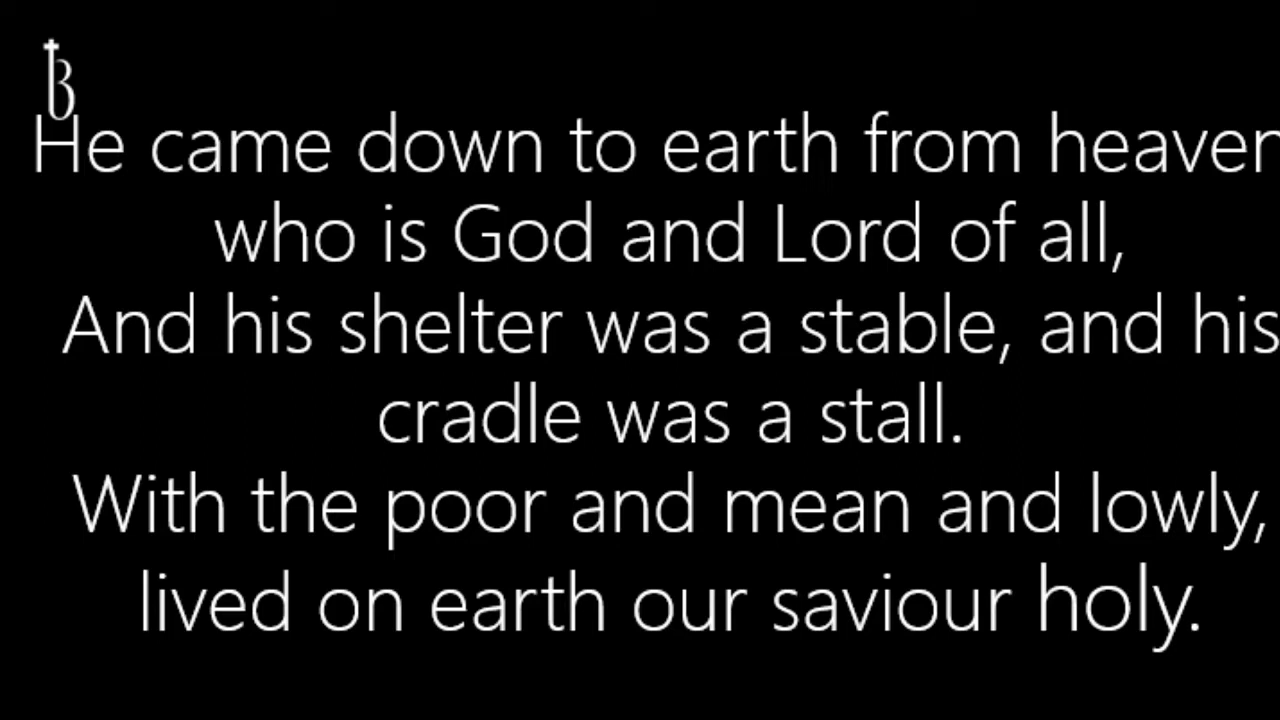 B
He came down to earth from heaven
who is God and Lord of all,
And his shelter was a stable, and his
cradle was a stall.
With the poor and mean and lowly,
lived on earth our saviour holy.